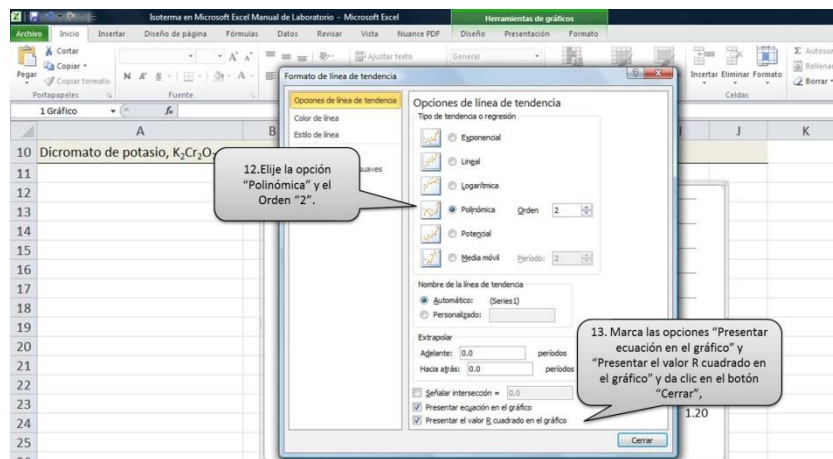 Isoterma en Microsoft Excel Manual de Laboratorio - Microsoft Excel
Herramientas de gráficos
Archivo Inicio Insertar Diseño de página Fórmulas Datos Revisar Vista Nuance PDF Diseño Presentación Formato
Cortar
Copiar
Copiar formato
Pegar
N K S
Ajustar texto
General
Insertar Eliminar Formato
Autosum
Rellenar
Borrar
Portapapeles
Fuente
Celdas
1 Gráfico
fx
A B I J K
10 Dicromato de potasio, K₂Cr₂O₇
11
12
13
14
15
16
17
18
19
20
21
22
23
24
25
Formato de línea de tendencia
Opciones de línea de tendencia
Color de línea
Estilo de línea
suaves
Opciones de línea de tendencia
Tipo de tendencia o regresión
Exponencial
Lineal
Logarítmica
Polinómica Orden 2
Potencial
Media móvil Período: 2
Nombre de la línea de tendencia
Automático: (Series1)
Personalizado:
Extrapolar
Adelante: 0.0 períodos
Hacia atrás: 0.0 períodos
Señalar intersección = 0.0
Presentar ecuación en el gráfico
Presentar el valor R cuadrado en el gráfico
Cerrar
12.Elije la opción
“Polinómica” y el
Orden “2”.
13. Marca las opciones “Presentar
ecuación en el gráfico” y
“Presentar el valor R cuadrado en
el gráfico” y da clic en el botón
“Cerrar”,
1.20